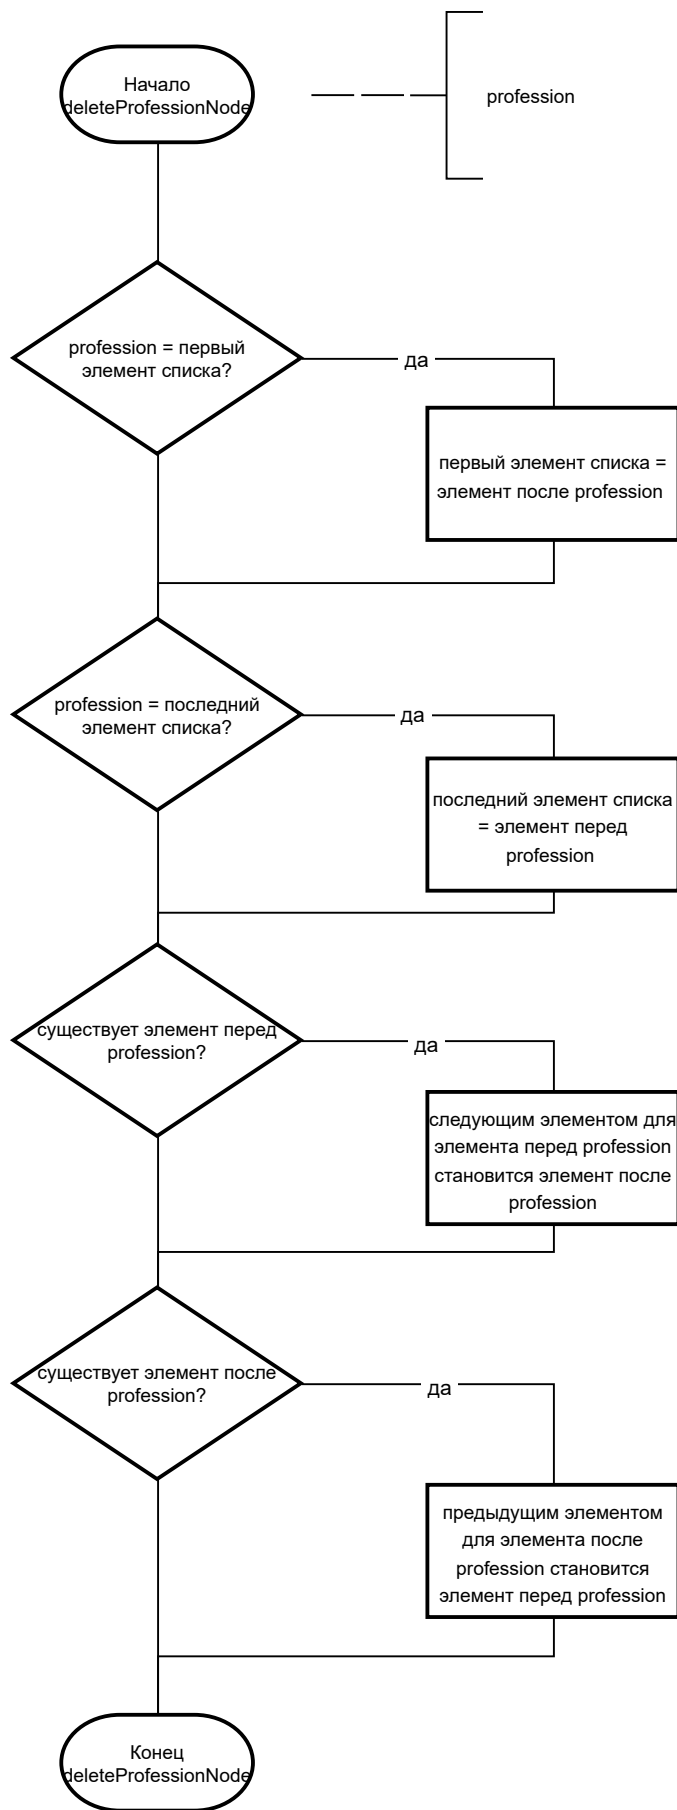 Начало
deleteProfessionNode
profession
profession = первый
элемент списка?
да
первый элемент списка =
элемент после profession
profession = последний
элемент списка?
да
последний элемент списка
= элемент перед
profession
существует элемент перед
profession?
да
следующим элементом для
элемента перед profession
становится элемент после
profession
существует элемент после
profession?
да
предыдущим элементом
для элемента после
profession становится
элемент перед profession
Конец
deleteProfessionNode